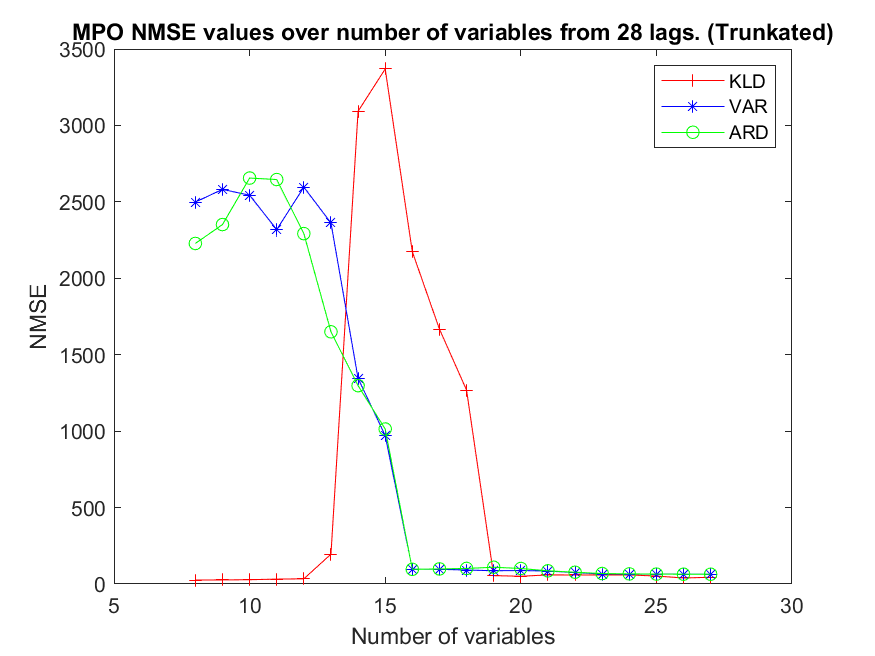 MPO NMSE values over number of variables from 28 lags. (Trunkated)
3500
3000
2500
2000
1500
1000
500
0
NMSE
KLD
VAR
ARD
5 10 15 20 25 30
Number of variables